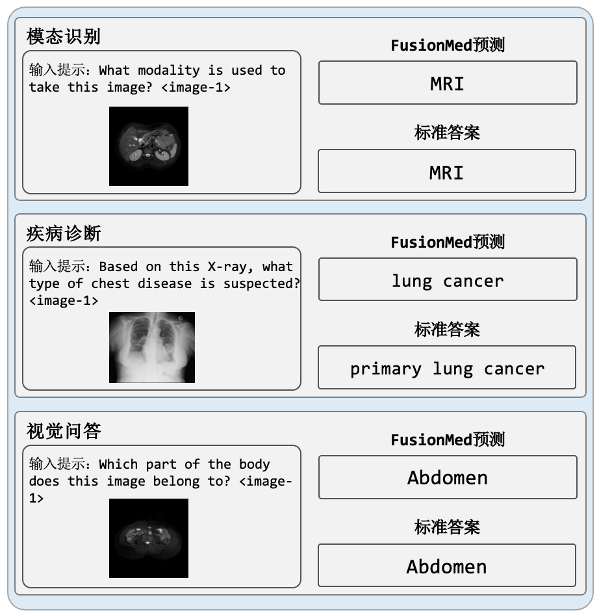 模态识别
输入提示：What modality is used to
take this image? <image-1>
FusionMed预测
MRI
标准答案
MRI
疾病诊断
输入提示：Based on this X-ray, what
type of chest disease is suspected?
<image-1>
FusionMed预测
lung cancer
标准答案
primary lung cancer
视觉问答
输入提示：Which part of the body
does this image belong to? <image-
1>
FusionMed预测
Abdomen
标准答案
Abdomen